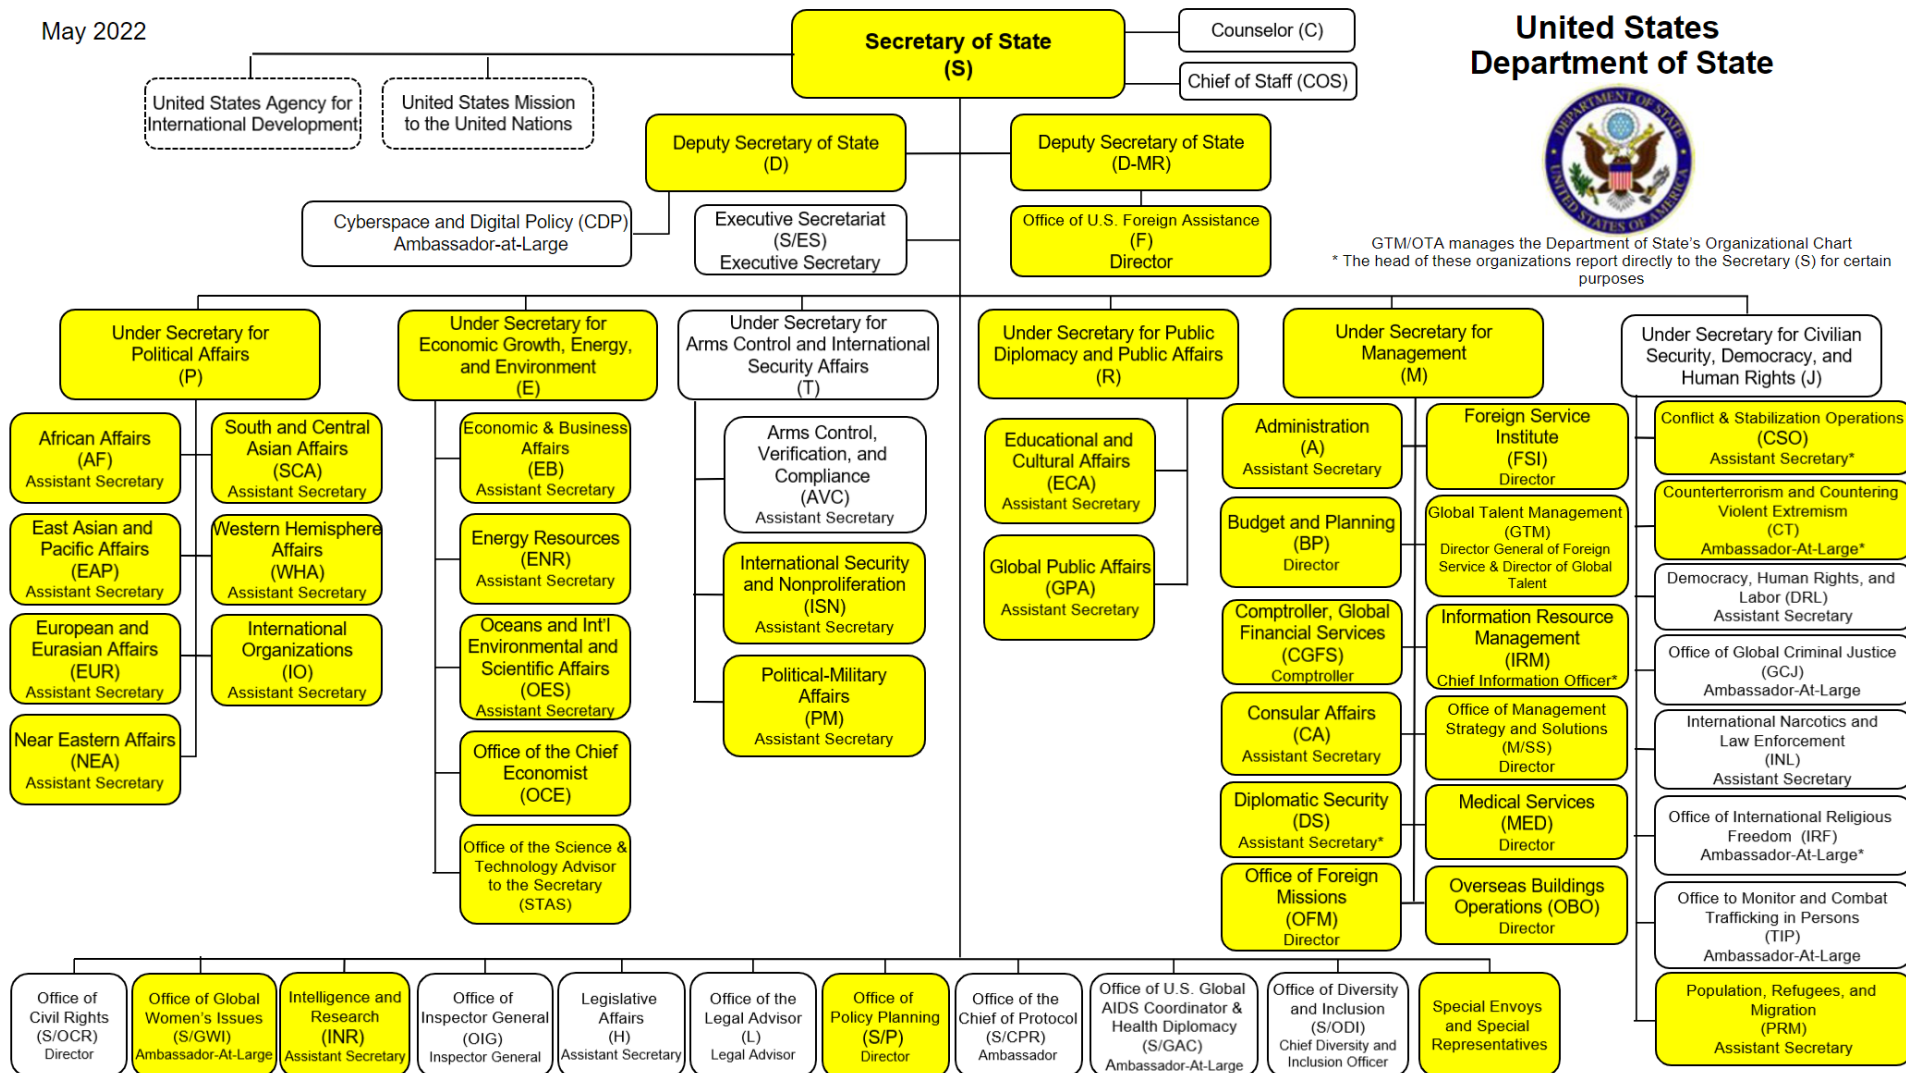 May 2022
United States
Department of State
DEPARTMENT OF STATE
UNITED STATES OF AMERICA
GTM/OTA manages the Department of State's Organizational Chart
* The head of these organizations report directly to the Secretary (S) for certain
purposes
Secretary of State
(S)
Counselor (C)
Chief of Staff (COS)
United States Agency for
International Development
United States Mission
to the United Nations
Deputy Secretary of State
(D)
Deputy Secretary of State
(D-MR)
Cyberspace and Digital Policy (CDP)
Ambassador-at-Large
Executive Secretariat
(S/ES)
Executive Secretary
Office of U.S. Foreign Assistance
(F)
Director
Under Secretary for
Political Affairs
(P)
African Affairs
(AF)
Assistant Secretary
South and Central
Asian Affairs
(SCA)
Assistant Secretary
East Asian and
Pacific Affairs
(EAP)
Assistant Secretary
Western Hemisphere
Affairs
(WHA)
Assistant Secretary
European and
Eurasian Affairs
(EUR)
Assistant Secretary
International
Organizations
(IO)
Assistant Secretary
Near Eastern Affairs
(NEA)
Assistant Secretary
Under Secretary for
Economic Growth, Energy,
and Environment
(E)
Economic & Business
Affairs
(EB)
Assistant Secretary
Energy Resources
(ENR)
Assistant Secretary
Oceans and Int'l
Environmental and
Scientific Affairs
(OES)
Assistant Secretary
Office of the Chief
Economist
(OCE)
Office of the Science &
Technology Advisor
to the Secretary
(STAS)
Under Secretary for
Arms Control and International
Security Affairs
(T)
Arms Control,
Verification, and
Compliance
(AVC)
Assistant Secretary
International Security
and Nonproliferation
(ISN)
Assistant Secretary
Political-Military
Affairs
(PM)
Assistant Secretary
Under Secretary for Public
Diplomacy and Public Affairs
(R)
Educational and
Cultural Affairs
(ECA)
Assistant Secretary
Global Public Affairs
(GPA)
Assistant Secretary
Under Secretary for
Management
(M)
Administration
(A)
Assistant Secretary
Foreign Service
Institute
(FSI)
Director
Budget and Planning
(BP)
Director
Global Talent Management
(GTM)
Director General of Foreign
Service & Director of Global
Talent
Comptroller, Global
Financial Services
(CGFS)
Comptroller
Information Resource
Management
(IRM)
Chief Information Officer*
Consular Affairs
(CA)
Assistant Secretary
Office of Management
Strategy and Solutions
(M/SS)
Director
Diplomatic Security
(DS)
Assistant Secretary*
Medical Services
(MED)
Director
Office of Foreign
Missions
(OFM)
Director
Overseas Buildings
Operations (OBO)
Director
Under Secretary for Civilian
Security, Democracy, and
Human Rights (J)
Conflict & Stabilization Operations
(CSO)
Assistant Secretary*
Counterterrorism and Countering
Violent Extremism
(CT)
Ambassador-At-Large*
Democracy, Human Rights, and
Labor (DRL)
Assistant Secretary
Office of Global Criminal Justice
(GCJ)
Ambassador-At-Large
International Narcotics and
Law Enforcement
(INL)
Assistant Secretary
Office of International Religious
Freedom (IRF)
Ambassador-At-Large*
Office to Monitor and Combat
Trafficking in Persons
(TIP)
Ambassador-At-Large
Population, Refugees, and
Migration
(PRM)
Assistant Secretary
Office of
Civil Rights
(S/OCR)
Director
Office of Global
Women's Issues
(S/GWI)
Ambassador-At-Large
Intelligence and
Research
(INR)
Assistant Secretary
Office of
Inspector General
(OIG)
Inspector General
Legislative
Affairs
(H)
Assistant Secretary
Office of the
Legal Advisor
(L)
Legal Advisor
Office of
Policy Planning
(S/P)
Director
Office of the
Chief of Protocol
(S/CPR)
Ambassador
Office of U.S. Global
AIDS Coordinator &
Health Diplomacy
(S/GAC)
Ambassador-At-Large
Office of Diversity
and Inclusion
(S/ODI)
Chief Diversity and
Inclusion Officer
Special Envoys
and Special
Representatives